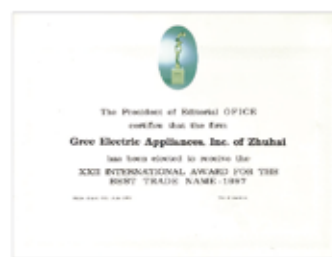 The President of Editorial OFICE
certifies that the firm
Gree Electric Appliances, Inc. of Zhuhai
has been elected to receive the
XXII INTERNATIONAL AWARD FOR THE
BEST TRADE NAME - 1997